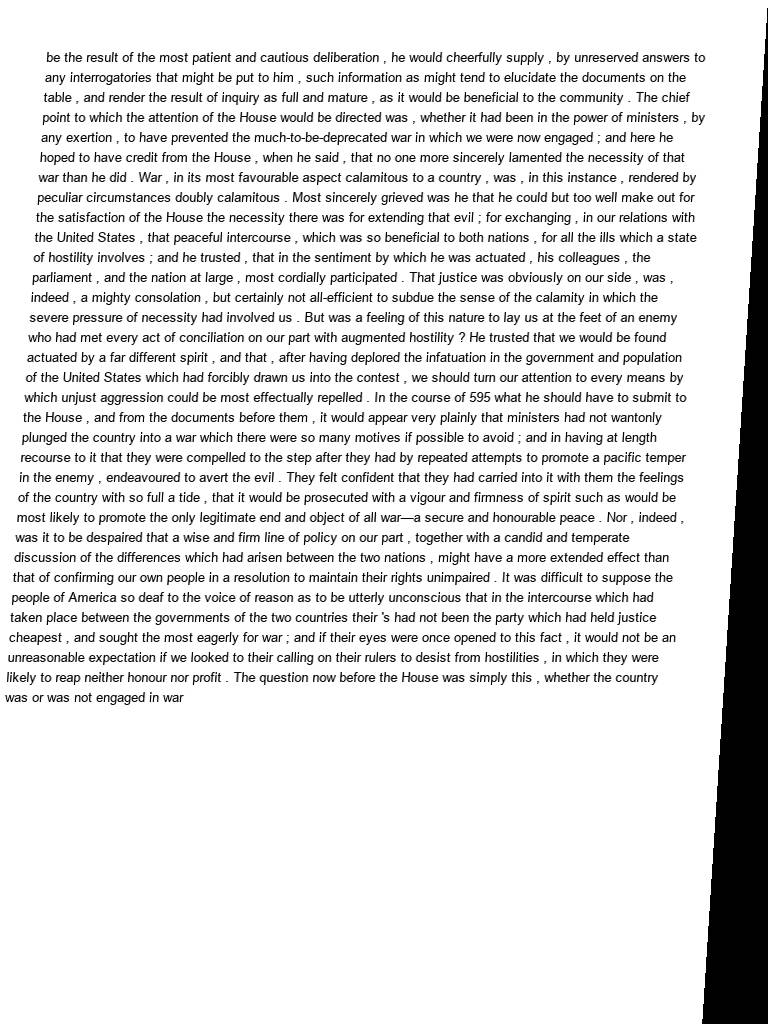 be the result of the most patient and cautious deliberation , he would cheerfully supply , by unreserved answers to
any interrogatories that might be put to him , such information as might tend to elucidate the documents on the
table , and render the result of inquiry as full and mature , as it would be beneficial to the community . The chief
point to which the attention of the House would be directed was , whether it had been in the power of ministers , by
any exertion , to have prevented the much-to-be-deprecated war in which we were now engaged ; and here he
hoped to have credit from the House , when he said , that no one more sincerely lamented the necessity of that
war than he did . War , in its most favourable aspect calamitous to a country , was , in this instance , rendered by
peculiar circumstances doubly calamitous . Most sincerely grieved was he that he could but too well make out for
the satisfaction of the House the necessity there was for extending that evil ; for exchanging , in our relations with
the United States , that peaceful intercourse , which was so beneficial to both nations , for all the ills which a state
of hostility involves ; and he trusted , that in the sentiment by which he was actuated , his colleagues , the
parliament , and the nation at large , most cordially participated . That justice was obviously on our side , was ,
indeed , a mighty consolation , but certainly not all-efficient to subdue the sense of the calamity in which the
severe pressure of necessity had involved us . But was a feeling of this nature to lay us at the feet of an enemy
who had met every act of conciliation on our part with augmented hostility ? He trusted that we would be found
actuated by a far different spirit , and that , after having deplored the infatuation in the government and population
of the United States which had forcibly drawn us into the contest , we should turn our attention to every means by
which unjust aggression could be most effectually repelled . In the course of 595 what he should have to submit to
the House , and from the documents before them , it would appear very plainly that ministers had not wantonly
plunged the country into a war which there were so many motives if possible to avoid ; and in having at length
recourse to it that they were compelled to the step after they had by repeated attempts to promote a pacific temper
in the enemy , endeavoured to avert the evil . They felt confident that they had carried into it with them the feelings
of the country with so full a tide , that it would be prosecuted with a vigour and firmness of spirit such as would be
most likely to promote the only legitimate end and object of all war—a secure and honourable peace . Nor , indeed ,
was it to be despaired that a wise and firm line of policy on our part , together with a candid and temperate
discussion of the differences which had arisen between the two nations , might have a more extended effect than
that of confirming our own people in a resolution to maintain their rights unimpaired . It was difficult to suppose the
people of America so deaf to the voice of reason as to be utterly unconscious that in the intercourse which had
taken place between the governments of the two countries their 's had not been the party which had held justice
cheapest , and sought the most eagerly for war ; and if their eyes were once opened to this fact , it would not be an
unreasonable expectation if we looked to their calling on their rulers to desist from hostilities , in which they were
likely to reap neither honour nor profit . The question now before the House was simply this , whether the country
was or was not engaged in war